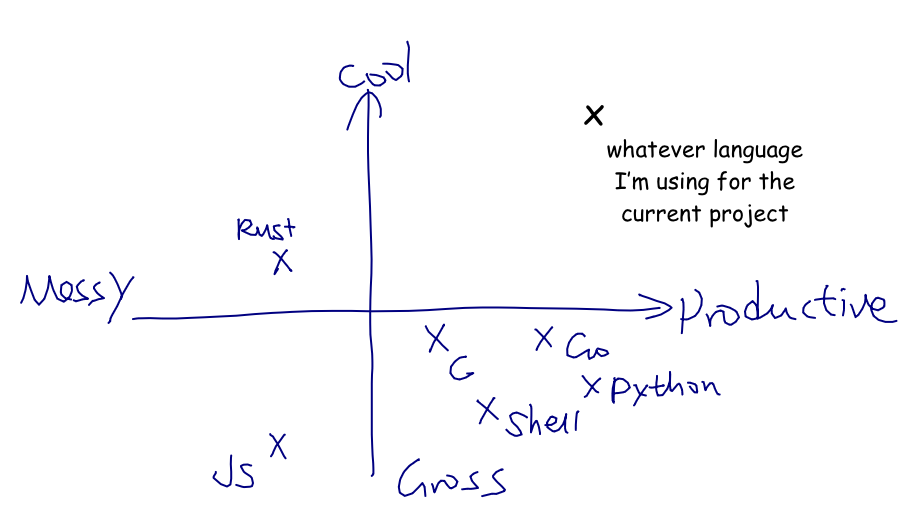 Cool
whatever language
I'm using for the
current project
Rust
Messy
Productive
C
Go
Python
Shell
JS
Gross